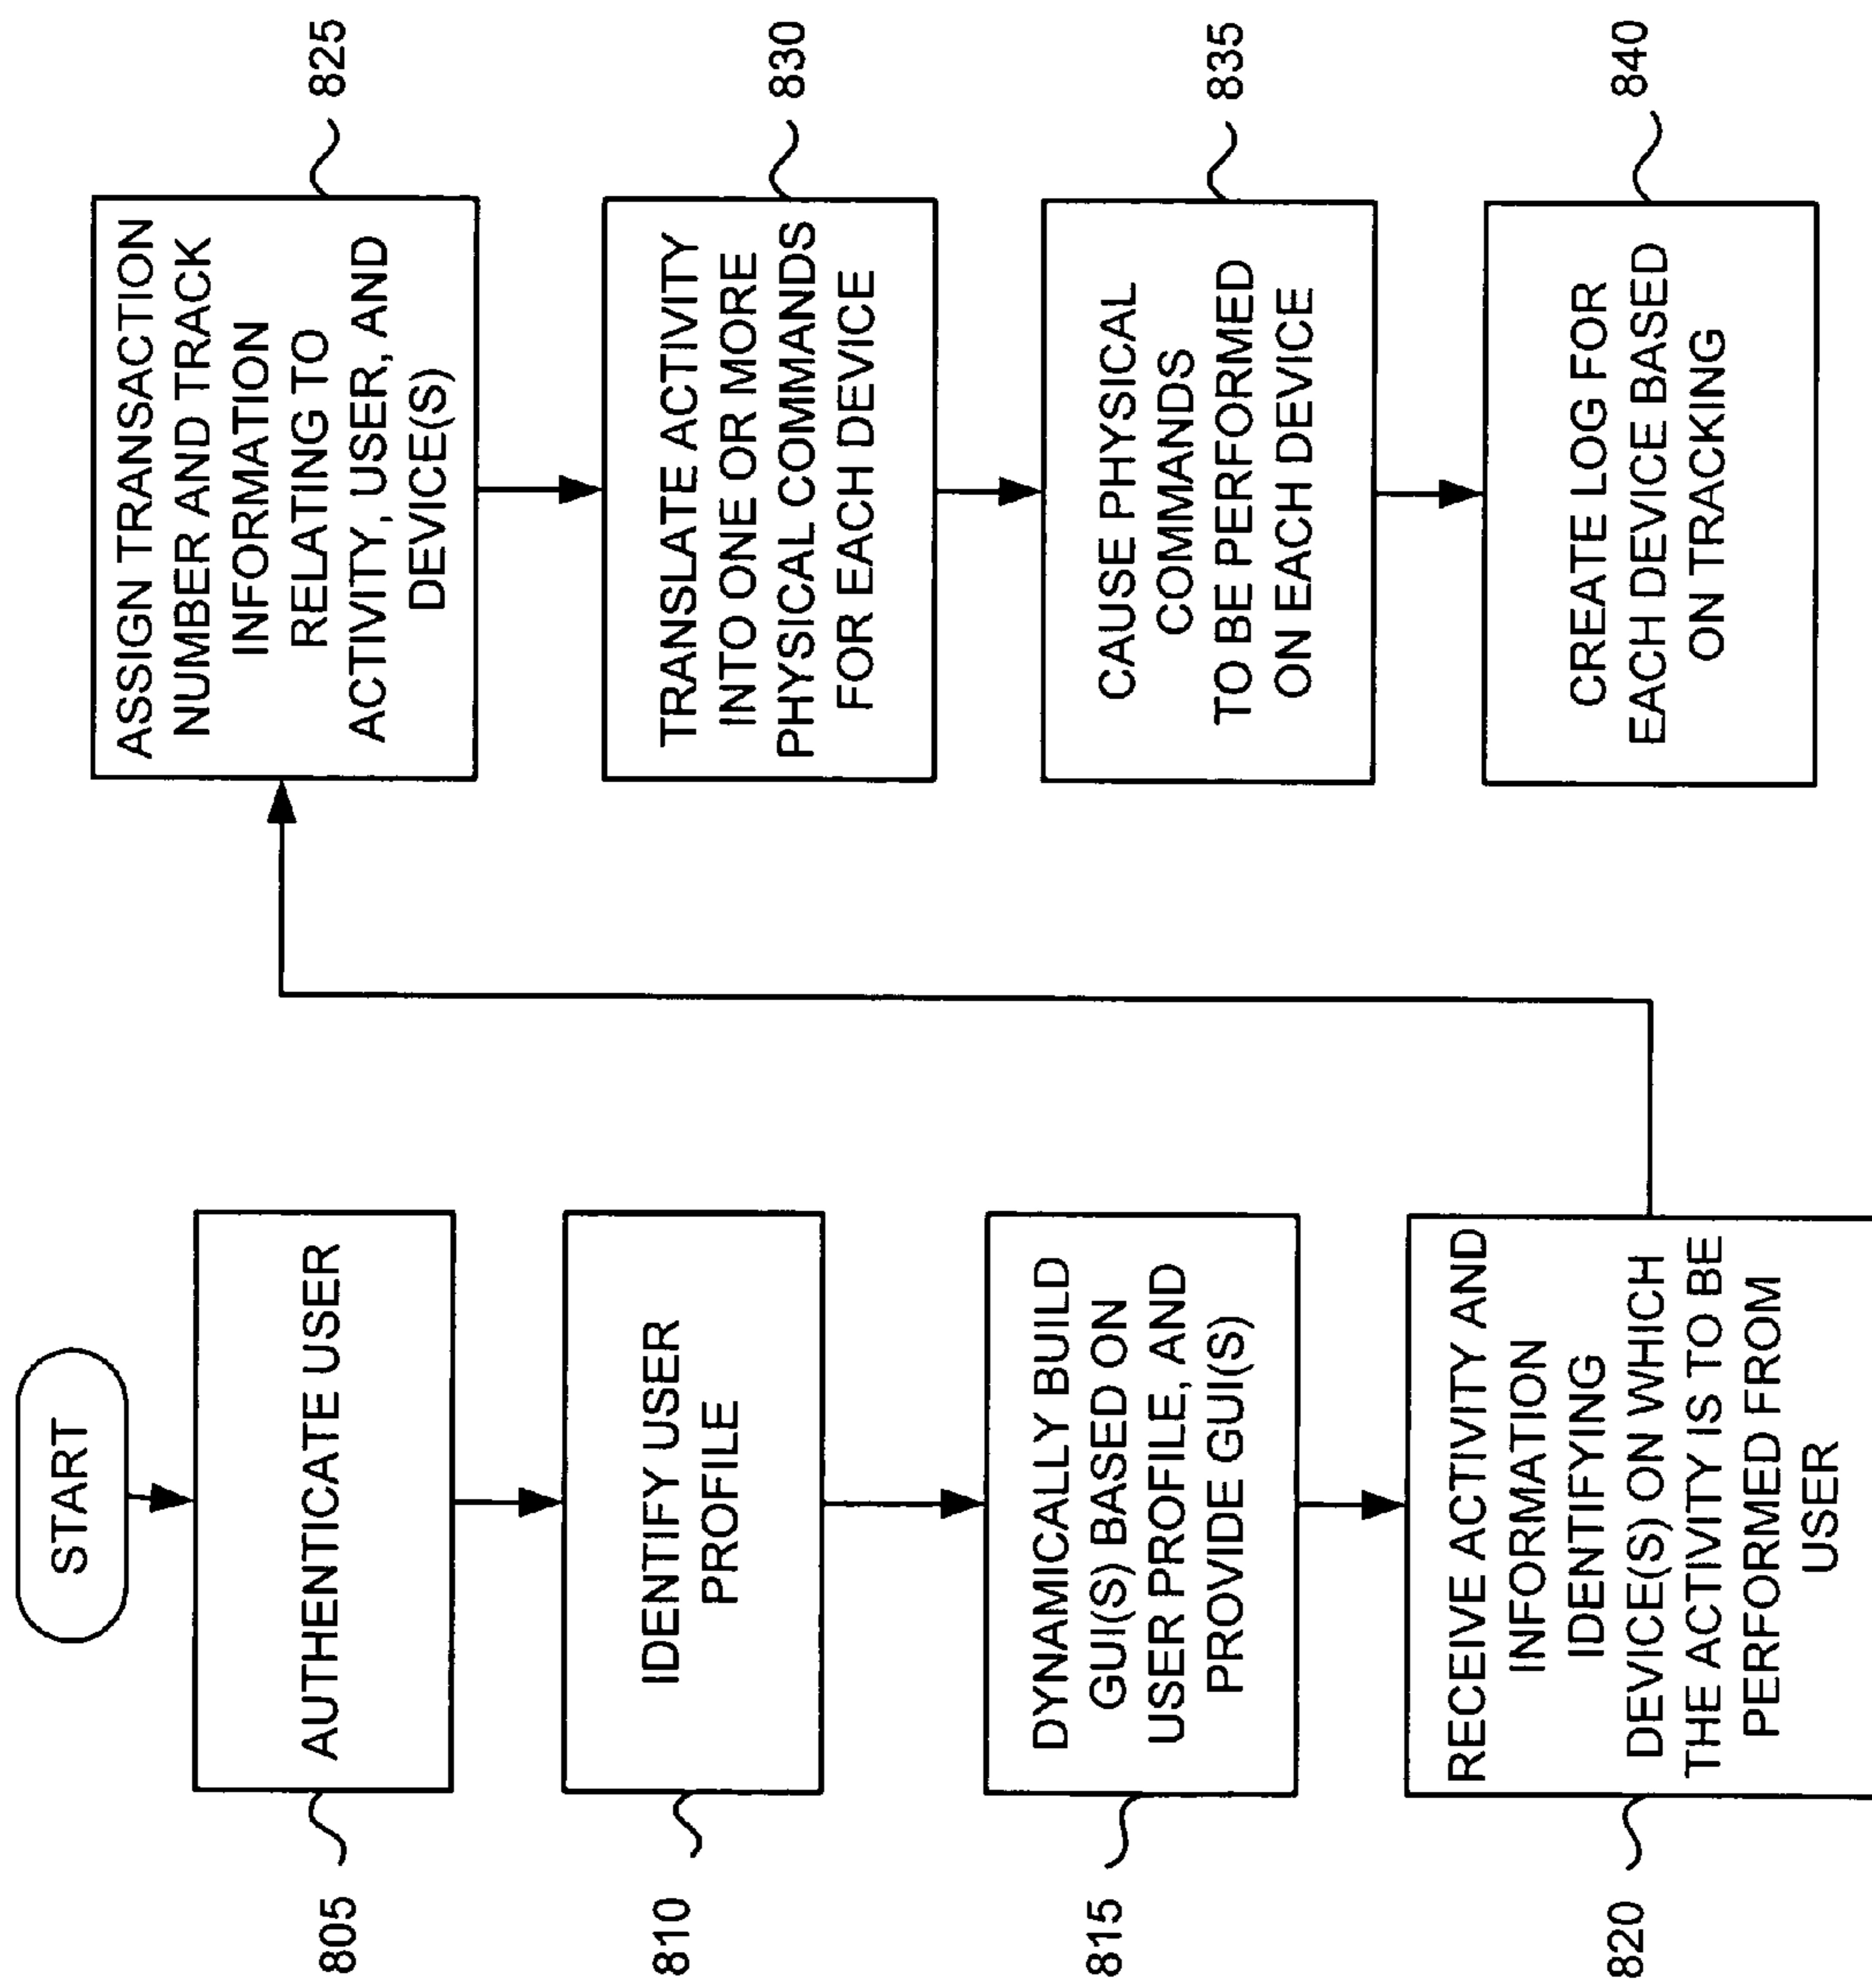 START
AUTHENTICATE USER
805
IDENTIFY USER
PROFILE
810
DYNAMICALLY BUILD
GUI(S) BASED ON
USER PROFILE, AND
PROVIDE GUI(S)
815
RECEIVE ACTIVITY AND
INFORMATION
IDENTIFYING
DEVICE(S) ON WHICH
THE ACTIVITY IS TO BE
PERFORMED FROM
USER
820
ASSIGN TRANSACTION
NUMBER AND TRACK
INFORMATION
RELATING TO
ACTIVITY, USER, AND
DEVICE(S)
825
TRANSLATE ACTIVITY
INTO ONE OR MORE
PHYSICAL COMMANDS
FOR EACH DEVICE
830
CAUSE PHYSICAL
COMMANDS
TO BE PERFORMED
ON EACH DEVICE
835
CREATE LOG FOR
EACH DEVICE BASED
ON TRACKING
840